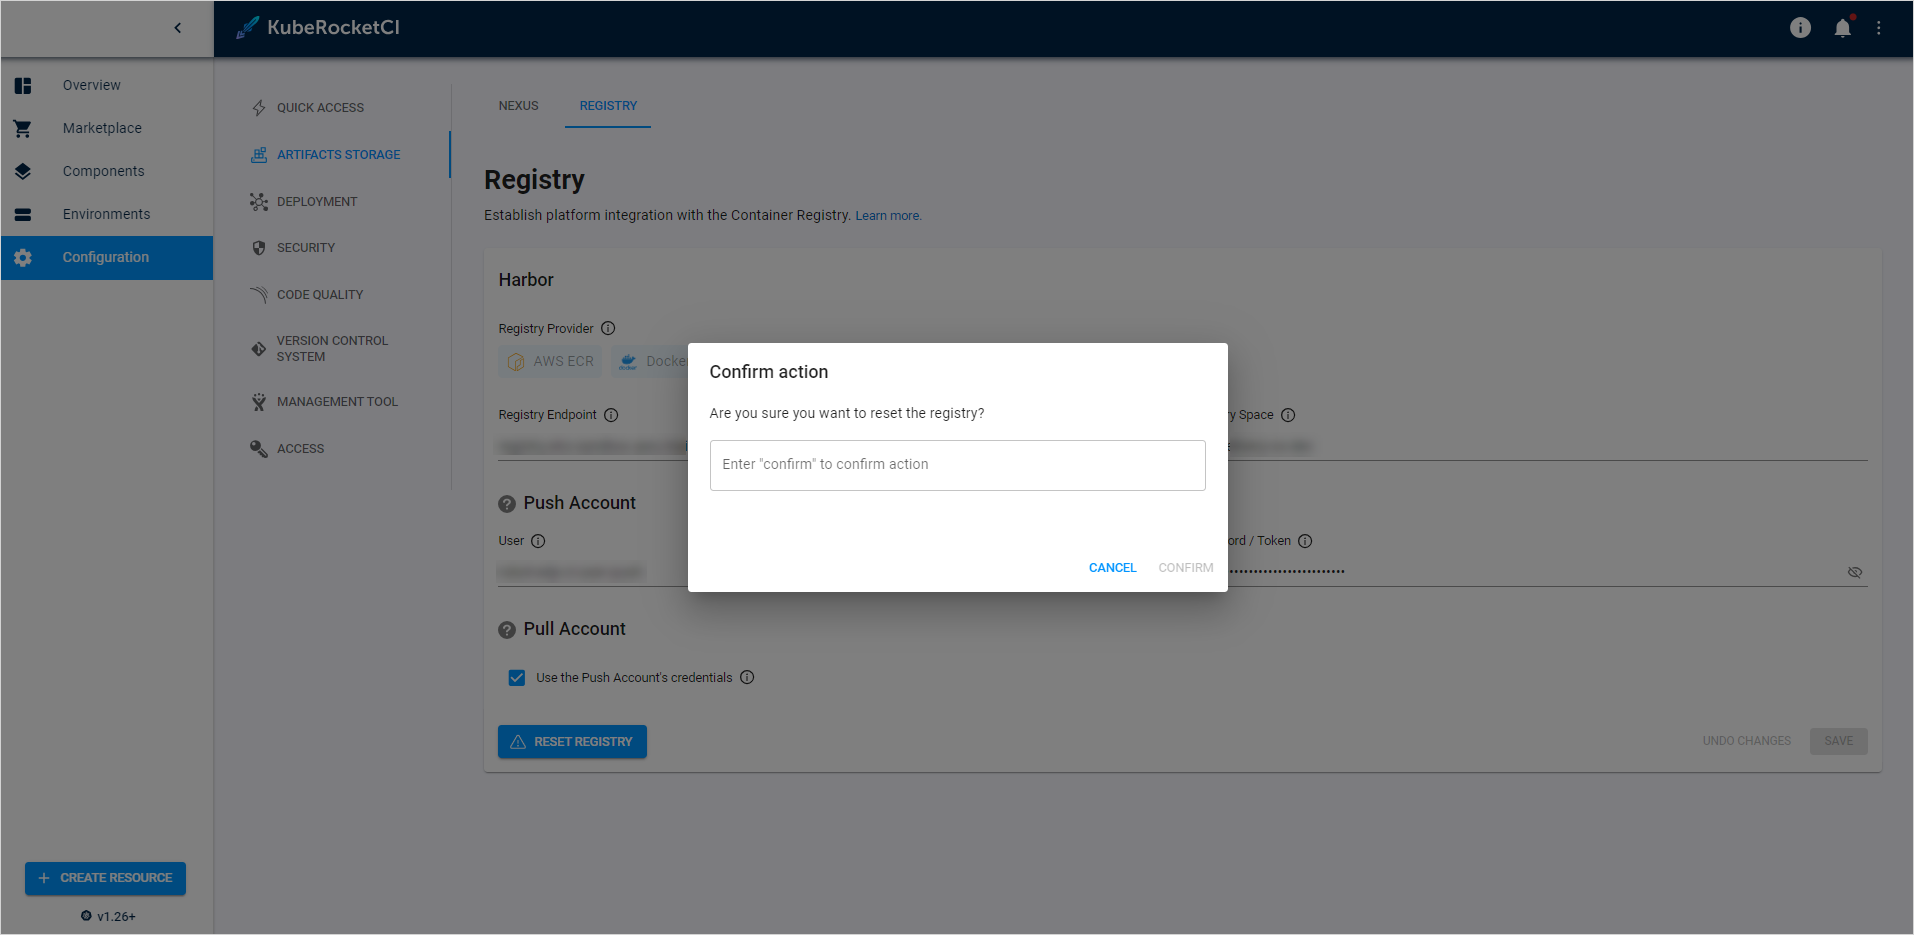 KubeRocketCI
Overview
Marketplace
Components
Environments
Configuration
CREATE RESOURCE
v1.26+
QUICK ACCESS
ARTIFACTS STORAGE
DEPLOYMENT
SECURITY
CODE QUALITY
VERSION CONTROL
SYSTEM
MANAGEMENT TOOL
ACCESS
NEXUS REGISTRY
Registry
Establish platform integration with the Container Registry. Learn more.
Harbor
Registry Provider
AWS ECR
Registry Endpoint
Space
Push Account
User
/ Token
Pull Account
Use the Push Account's credentials
RESET REGISTRY
UNDO CHANGES SAVE
Confirm action
Are you sure you want to reset the registry?
Enter "confirm" to confirm action
CANCEL CONFIRM